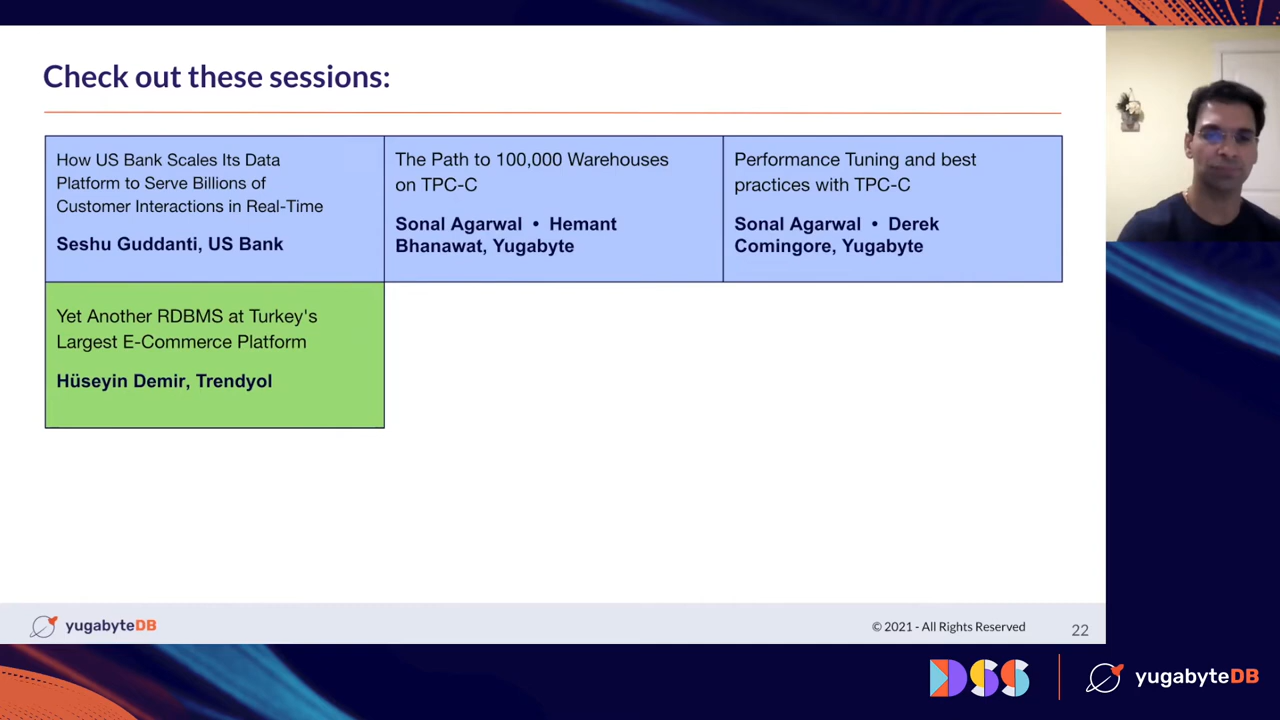 Check out these sessions:
How US Bank Scales Its Data
Platform to Serve Billions of
Customer Interactions in Real-Time
Seshu Guddanti, US Bank
The Path to 100,000 Warehouses
on TPC-C
Sonal Agarwal • Hemant
Bhanawat, Yugabyte
Performance Tuning and best
practices with TPC-C
Sonal Agarwal • Derek
Comingore, Yugabyte
Yet Another RDBMS at Turkey's
Largest E-Commerce Platform
Hüseyin Demir, Trendyol
yugabyteDB
© 2021 - All Rights Reserved
22
DSS
yugabyteDB